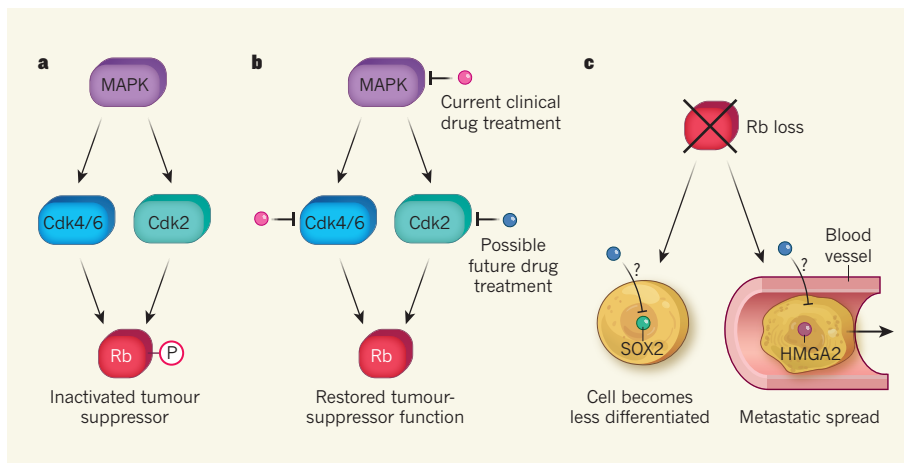 a
MAPK
Cdk4/6
Cdk2
Rb
P
Inactivated tumour
suppressor
b
MAPK
Current clinical
drug treatment
Cdk4/6
Cdk2
Possible
future drug
treatment
Rb
Restored tumour-
suppressor function
c
Rb loss
?
SOX2
Cell becomes
less differentiated
Blood
vessel
?
HMGA2
Metastatic spread